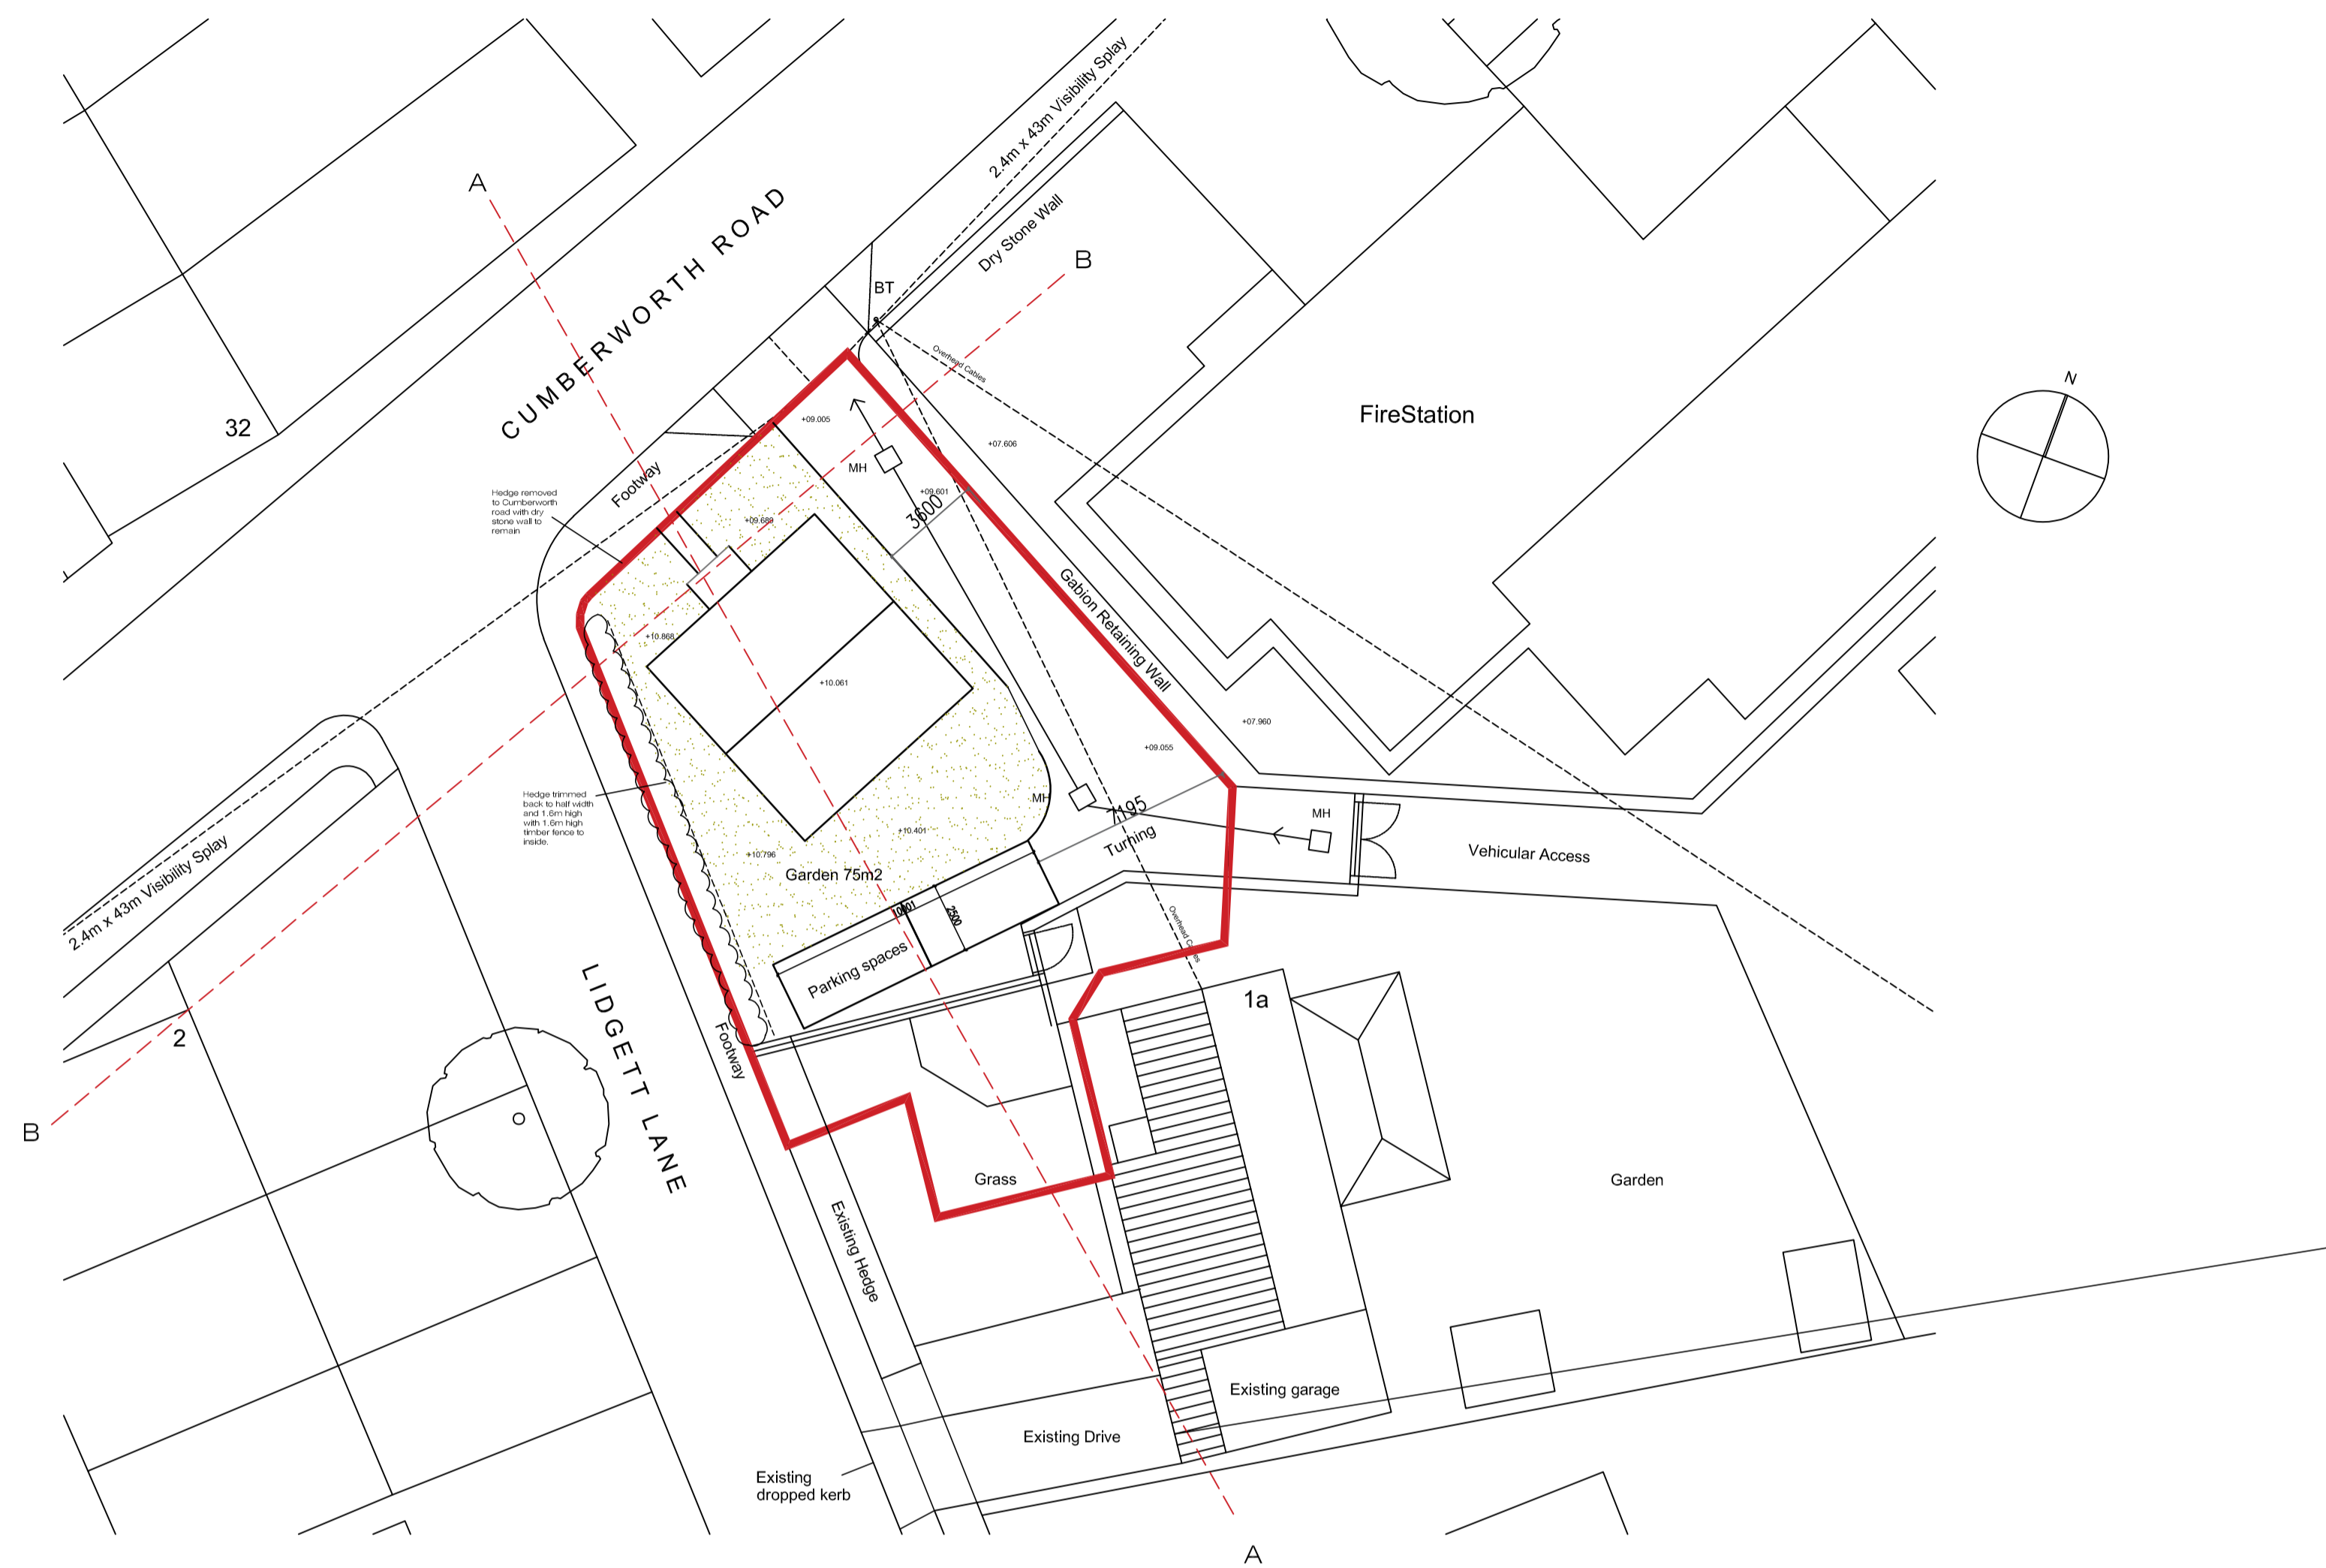 2.4m x 43m Visibility Splay
A
CUMBERWORTH ROAD
Dry Stone Wall
B
BT
Overhead Cables
N
32
FireStation
+09.005
+07.606
MH
Footway
+09.601
3600
Hedge removed
to Cumberworth
road with dry
stone wall to
remain
+09.689
Gabion Retaining Wall
+10.868
+10.061
+07.960
+09.055
Hedge trimmed
back to half width
and 1.6m high
with 1.6m high
timber fence to
inside.
MH
7195
MH
Turning
Vehicular Access
+10.401
+10.796
Garden 75m2
2.4m x 43m Visibility Splay
2500
Parking spaces
Overhead Cables
1a
LIDGETT LANE
2
Footway
B
Grass
Garden
Existing Hedge
Existing garage
Existing Drive
Existing
dropped kerb
A